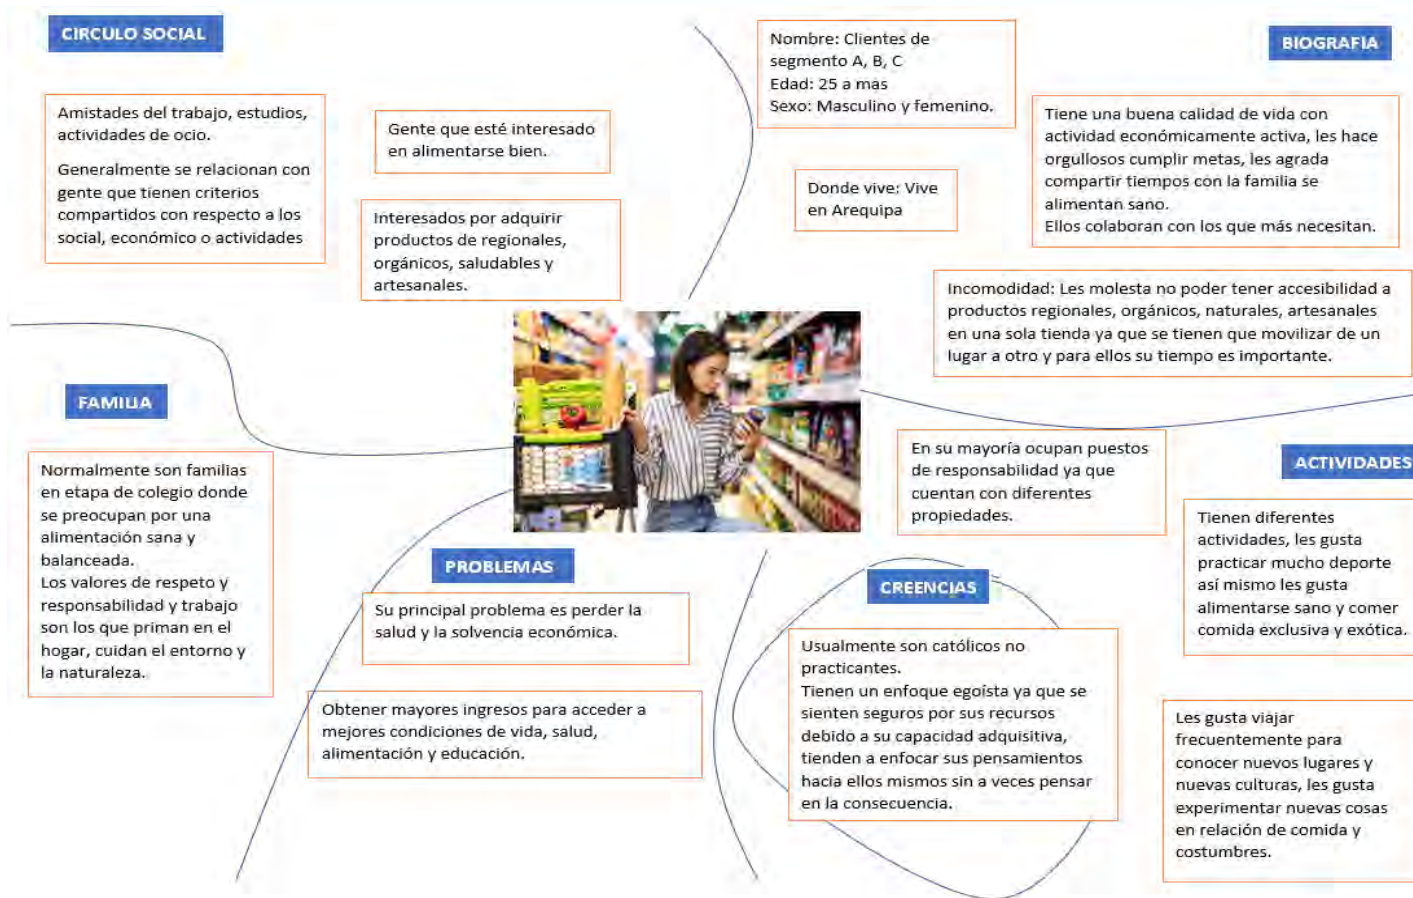 CIRCULO SOCIAL
Amistades del trabajo, estudios,
actividades de ocio.
Generalmente se relacionan con
gente que tienen criterios
compartidos con respecto a los
social, económico o actividades
Gente que esté interesado
en alimentarse bien.
Interesados por adquirir
productos de regionales,
orgánicos, saludables y
artesanales.
Nombre: Clientes de
segmento A, B, C
Edad: 25 a mas
Sexo: Masculino y femenino.
Donde vive: Vive
en Arequipa
BIOGRAFIA
Tiene una buena calidad de vida con
actividad económicamente activa, les hace
orgullosos cumplir metas, les agrada
compartir tiempos con la familia se
alimentan sano.
Ellos colaboran con los que más necesitan.
Incomodidad: Les molesta no poder tener accesibilidad a
productos regionales, orgánicos, naturales, artesanales
en una sola tienda ya que se tienen que movilizar de un
lugar a otro y para ellos su tiempo es importante.
FAMILIA
Normalmente son familias
en etapa de colegio donde
se preocupan por una
alimentación sana y
balanceada.
Los valores de respeto y
responsabilidad y trabajo
son los que priman en el
hogar, cuidan el entorno y
la naturaleza.
PROBLEMAS
Su principal problema es perder la
salud y la solvencia económica.
Obtener mayores ingresos para acceder a
mejores condiciones de vida, salud,
alimentación y educación.
CREENCIAS
Usualmente son católicos no
practicantes.
Tienen un enfoque egoísta ya que se
sienten seguros por sus recursos
debido a su capacidad adquisitiva,
tienden a enfocar sus pensamientos
hacia ellos mismos sin a veces pensar
en la consecuencia.
En su mayoría ocupan puestos
de responsabilidad ya que
cuentan con diferentes
propiedades.
ACTIVIDADES
Tienen diferentes
actividades, les gusta
practicar mucho deporte
así mismo les gusta
alimentarse sano y comer
comida exclusiva y exótica.
Les gusta viajar
frecuentemente para
conocer nuevos lugares y
nuevas culturas, les gusta
experimentar nuevas cosas
en relación de comida y
costumbres.